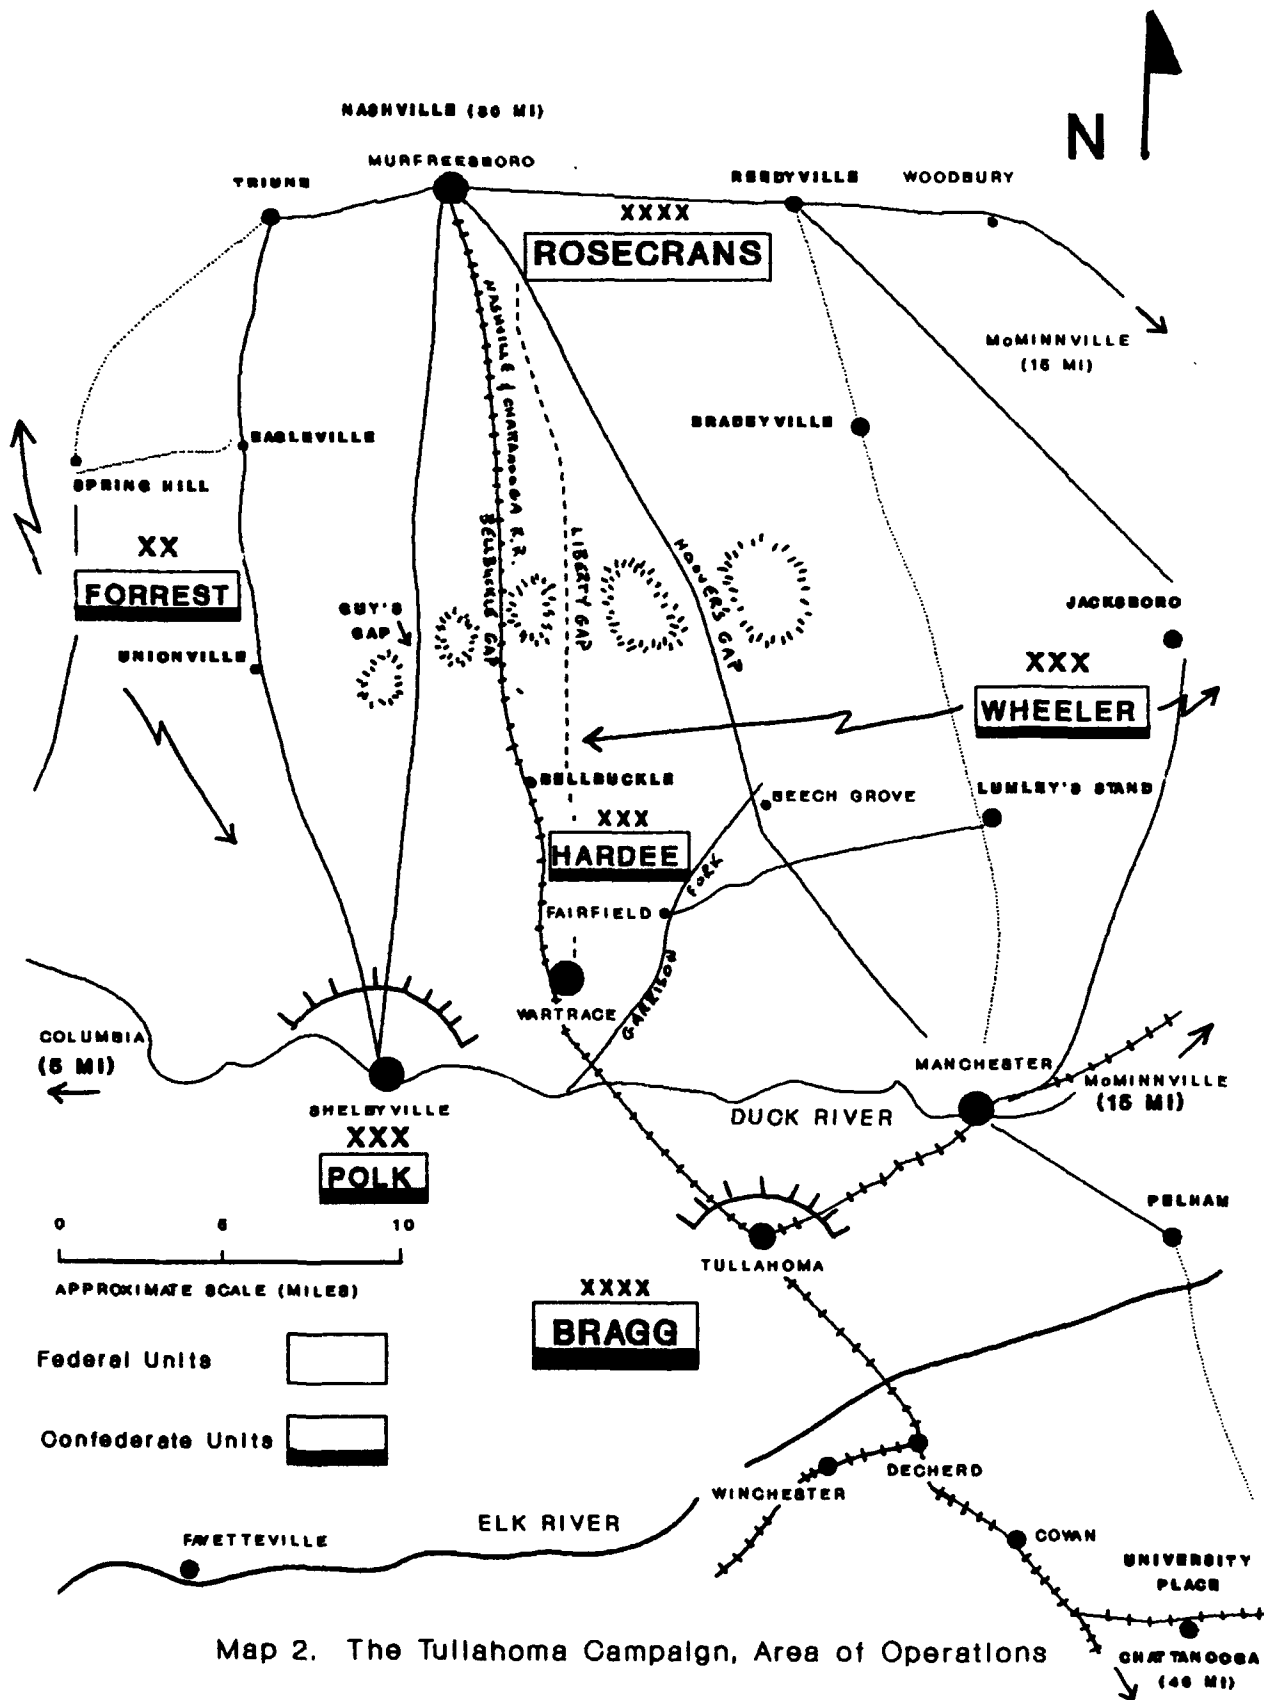 NASHVILLE (30 MI)
MURFREESBORO
TRIUNE
REEDYVILLE
WOODBURY
N
XXXX
ROSECRANS
McMINNVILLE
(15 MI)
NASHVILLE & CHATANOOGA R.R.
BRADEYVILLE
EAGLEVILLE
SPRING HILL
XX
FORREST
BELLBUCKLE GAP
LIBERTY GAP
HOOVERS GAP
GUY'S
GAP
UNIONVILLE
JACKSBORO
XXX
WHEELER
BELLBUCKLE
BEECH GROVE
LUMLEY'S STAND
XXX
HARDEE
FORK
FAIRFIELD
GARRISON
WARTRACE
COLUMBIA
(5 MI)
MANCHESTER
McMINNVILLE
(15 MI)
SHELBYVILLE
DUCK RIVER
XXX
POLK
PELHAM
0 5 10
APPROXIMATE SCALE (MILES)
TULLAHOMA
XXXX
BRAGG
Federal Units
Confederate Units
DECHERD
WINCHESTER
ELK RIVER
FAYETTEVILLE
COWAN
UNIVERSITY
PLACE
CHATTANOOGA
(46 MI)
Map 2. The Tullahoma Campaign, Area of Operations